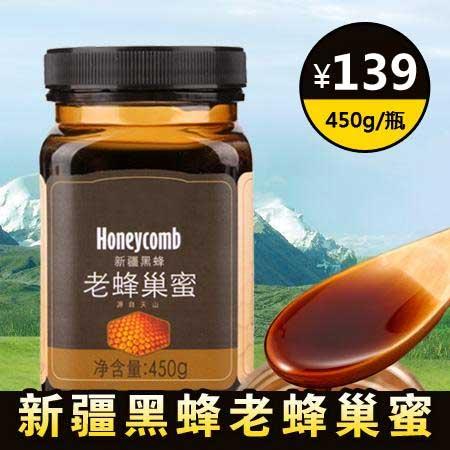 ¥139
450g/瓶
Honeycomb
新疆黑蜂
老蜂巢蜜
源自天山
净含量:450g
新疆黑蜂老蜂巢蜜